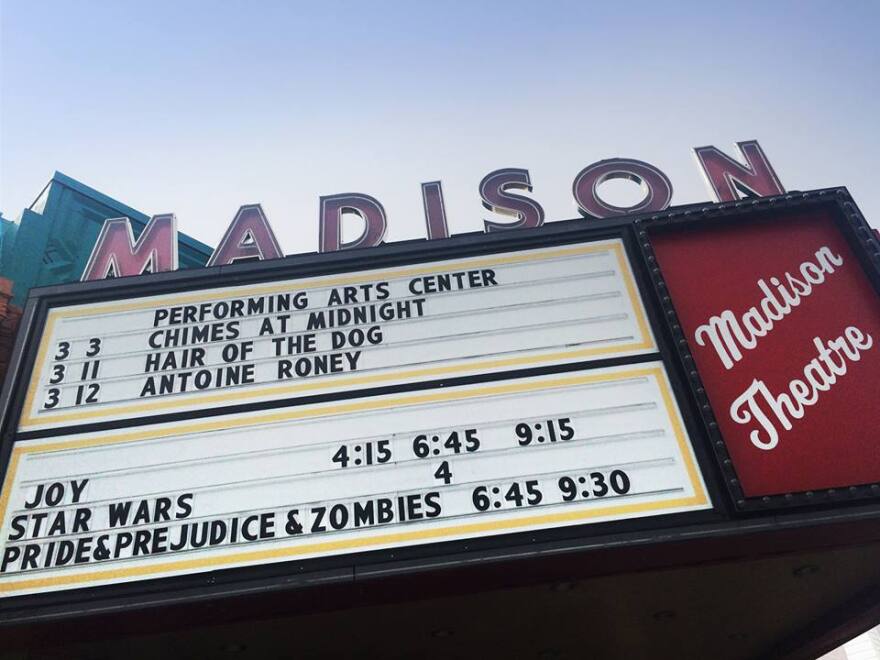 MADISON
PERFORMING ARTS CENTER
3 3 CHIMES AT MIDNIGHT
3 11 HAIR OF THE DOG
3 12 ANTOINE RONEY
JOY 4:15 6:45 9:15
STAR WARS 4
PRIDE&PREJUDICE & ZOMBIES 6:45 9:30
Madison
Theatre